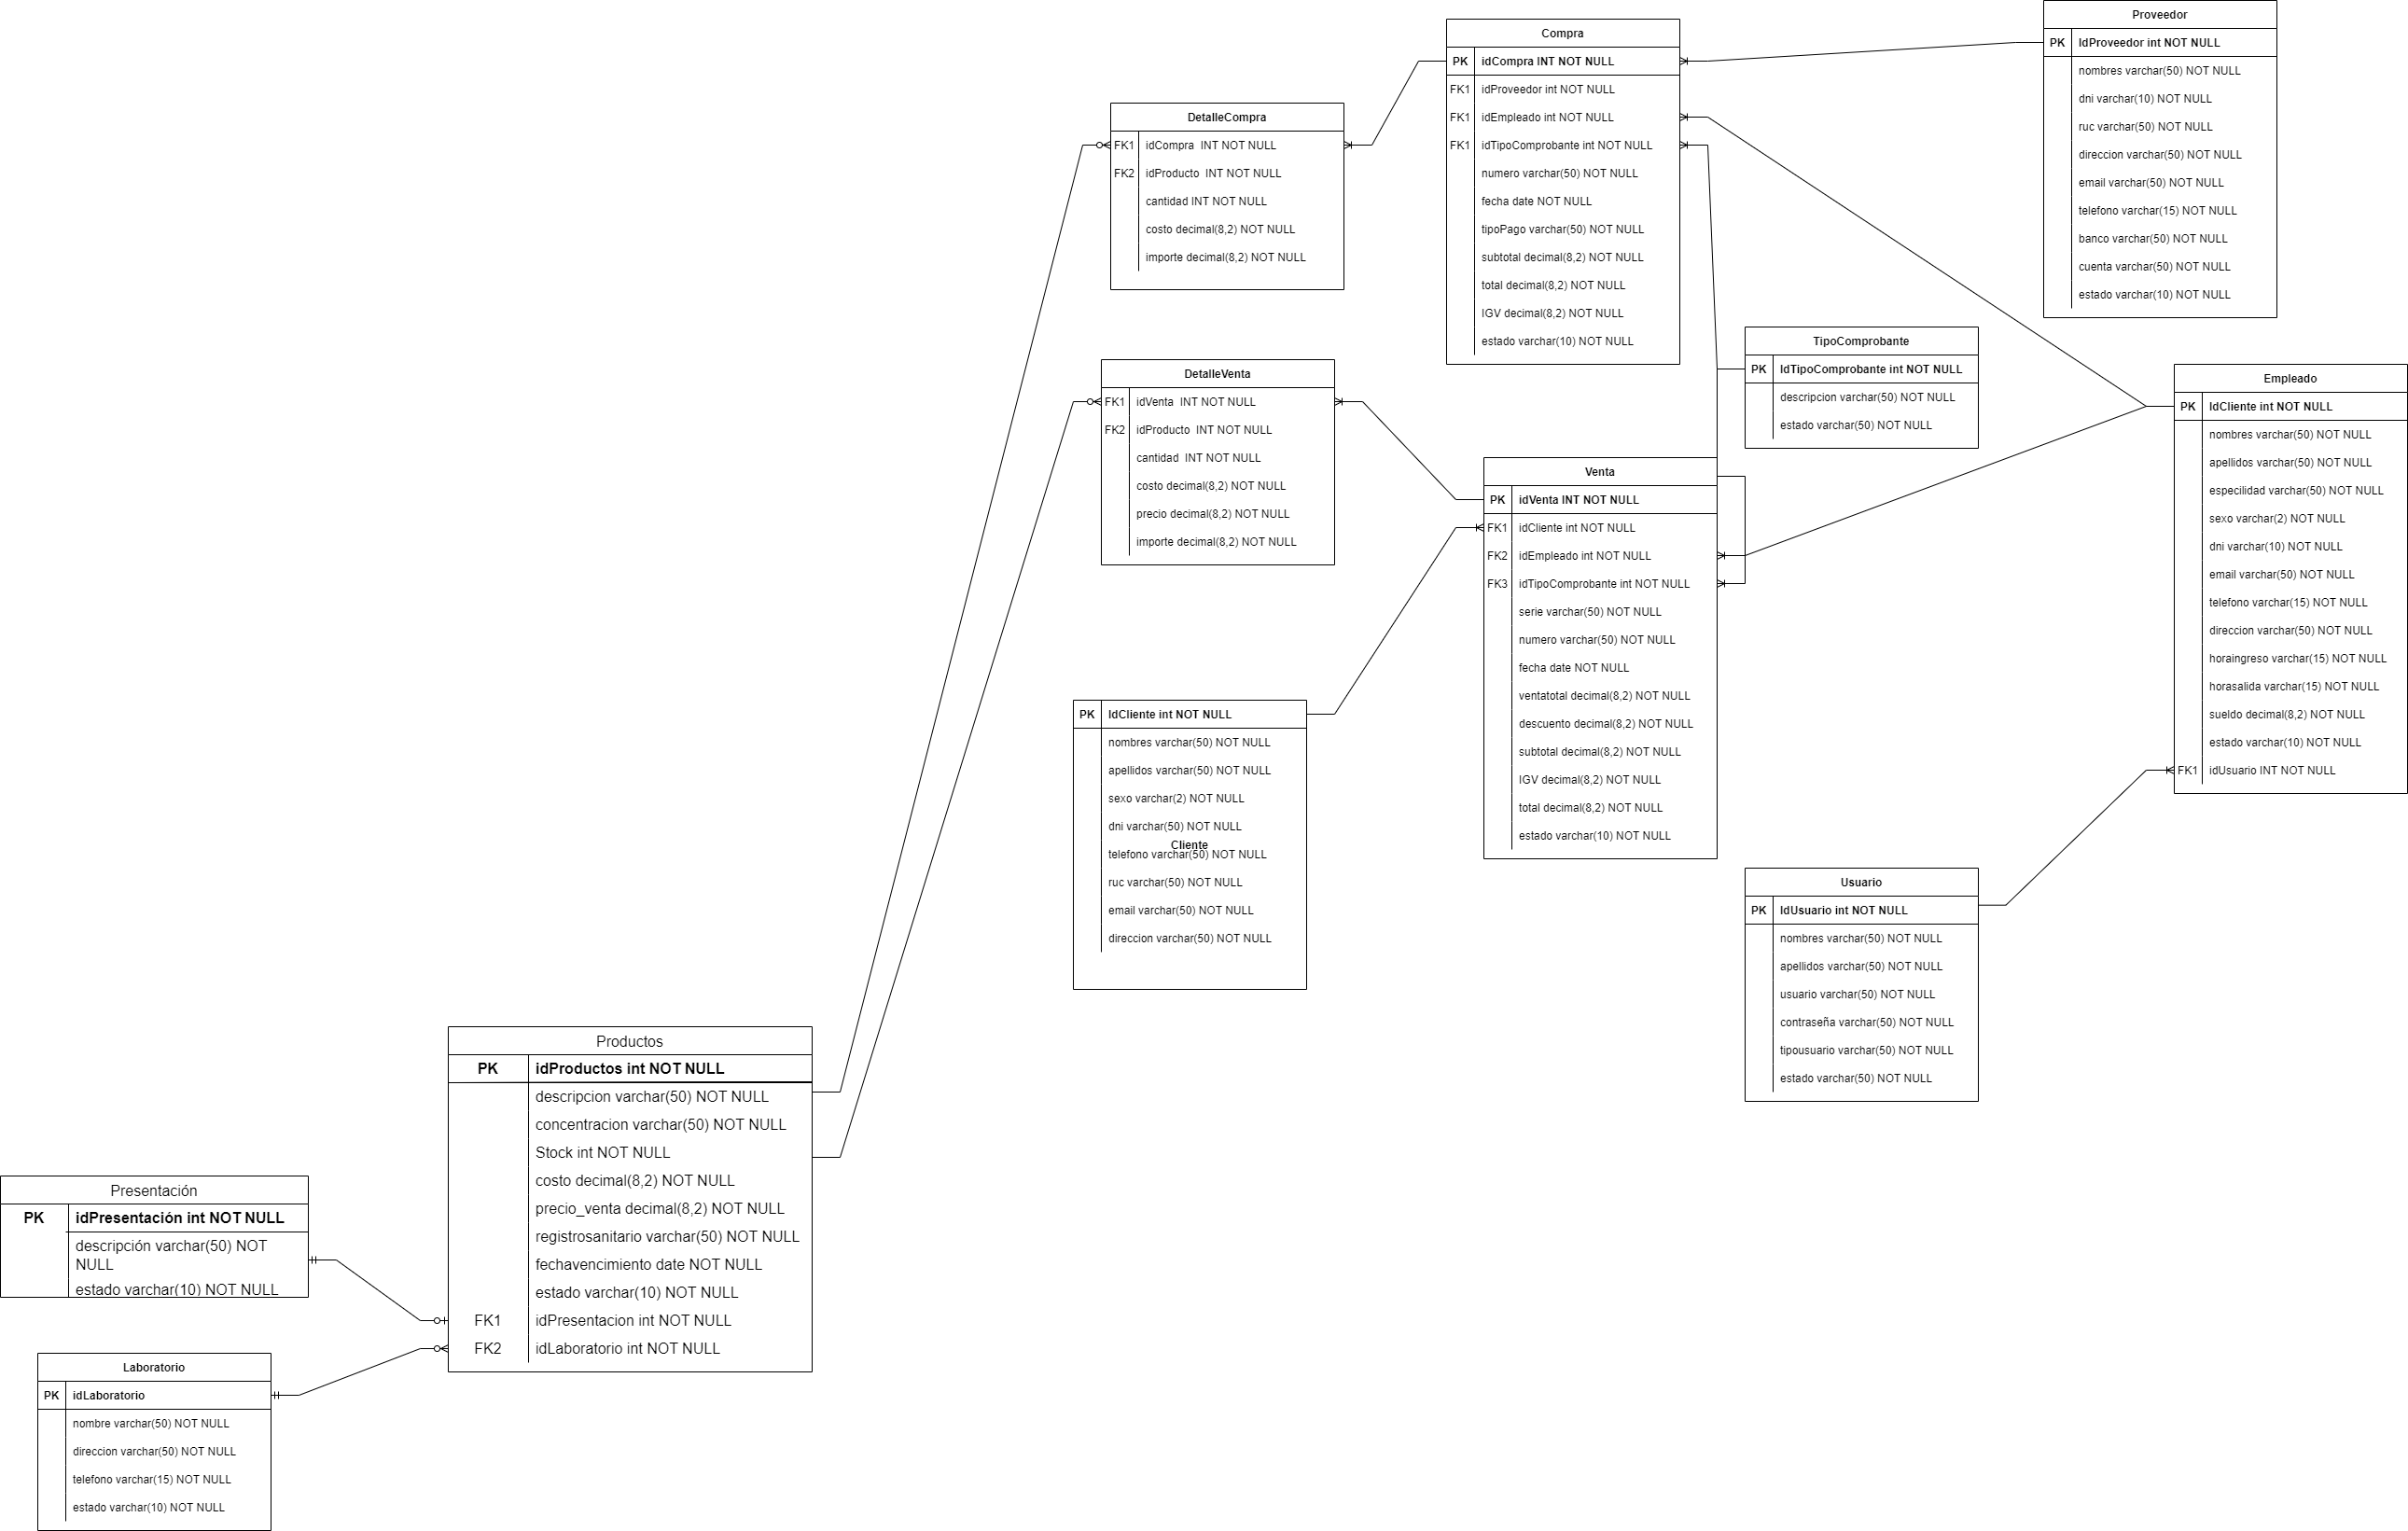 Proveedor
PK IdProveedor int NOT NULL
nombres varchar(50) NOT NULL
dni varchar(10) NOT NULL
ruc varchar(50) NOT NULL
direccion varchar(50) NOT NULL
email varchar(50) NOT NULL
telefono varchar(15) NOT NULL
banco varchar(50) NOT NULL
cuenta varchar(50) NOT NULL
estado varchar(10) NOT NULL
Compra
PK idCompra INT NOT NULL
FK1 idProveedor int NOT NULL
FK1 idEmpleado int NOT NULL
FK1 idTipoComprobante int NOT NULL
numero varchar(50) NOT NULL
fecha date NOT NULL
tipoPago varchar(50) NOT NULL
subtotal decimal(8,2) NOT NULL
total decimal(8,2) NOT NULL
IGV decimal(8,2) NOT NULL
estado varchar(10) NOT NULL
DetalleCompra
FK1 idCompra INT NOT NULL
FK2 idProducto INT NOT NULL
cantidad INT NOT NULL
costo decimal(8,2) NOT NULL
importe decimal(8,2) NOT NULL
TipoComprobante
PK IdTipoComprobante int NOT NULL
descripcion varchar(50) NOT NULL
estado varchar(50) NOT NULL
DetalleVenta
FK1 idVenta INT NOT NULL
FK2 idProducto INT NOT NULL
cantidad INT NOT NULL
costo decimal(8,2) NOT NULL
precio decimal(8,2) NOT NULL
importe decimal(8,2) NOT NULL
Empleado
PK IdCliente int NOT NULL
nombres varchar(50) NOT NULL
apellidos varchar(50) NOT NULL
especilidad varchar(50) NOT NULL
sexo varchar(2) NOT NULL
dni varchar(10) NOT NULL
email varchar(50) NOT NULL
telefono varchar(15) NOT NULL
direccion varchar(50) NOT NULL
horaingreso varchar(15) NOT NULL
horasalida varchar(15) NOT NULL
sueldo decimal(8,2) NOT NULL
estado varchar(10) NOT NULL
FK1 idUsuario INT NOT NULL
Venta
PK idVenta INT NOT NULL
FK1 idCliente int NOT NULL
FK2 idEmpleado int NOT NULL
FK3 idTipoComprobante int NOT NULL
serie varchar(50) NOT NULL
numero varchar(50) NOT NULL
fecha date NOT NULL
ventatotal decimal(8,2) NOT NULL
descuento decimal(8,2) NOT NULL
subtotal decimal(8,2) NOT NULL
IGV decimal(8,2) NOT NULL
total decimal(8,2) NOT NULL
estado varchar(10) NOT NULL
PK IdCliente int NOT NULL
nombres varchar(50) NOT NULL
apellidos varchar(50) NOT NULL
sexo varchar(2) NOT NULL
dni varchar(50) NOT NULL
Cliente
telefono varchar(50) NOT NULL
ruc varchar(50) NOT NULL
email varchar(50) NOT NULL
direccion varchar(50) NOT NULL
Usuario
PK IdUsuario int NOT NULL
nombres varchar(50) NOT NULL
apellidos varchar(50) NOT NULL
usuario varchar(50) NOT NULL
contraseña varchar(50) NOT NULL
tipousuario varchar(50) NOT NULL
estado varchar(50) NOT NULL
Productos
PK idProductos int NOT NULL
descripcion varchar(50) NOT NULL
concentracion varchar(50) NOT NULL
Stock int NOT NULL
costo decimal(8,2) NOT NULL
precio_venta decimal(8,2) NOT NULL
registrosanitario varchar(50) NOT NULL
fechavencimiento date NOT NULL
estado varchar(10) NOT NULL
FK1 idPresentacion int NOT NULL
FK2 idLaboratorio int NOT NULL
Presentación
PK idPresentación int NOT NULL
descripción varchar(50) NOT
NULL
estado varchar(10) NOT NULL
Laboratorio
PK idLaboratorio
nombre varchar(50) NOT NULL
direccion varchar(50) NOT NULL
telefono varchar(15) NOT NULL
estado varchar(10) NOT NULL